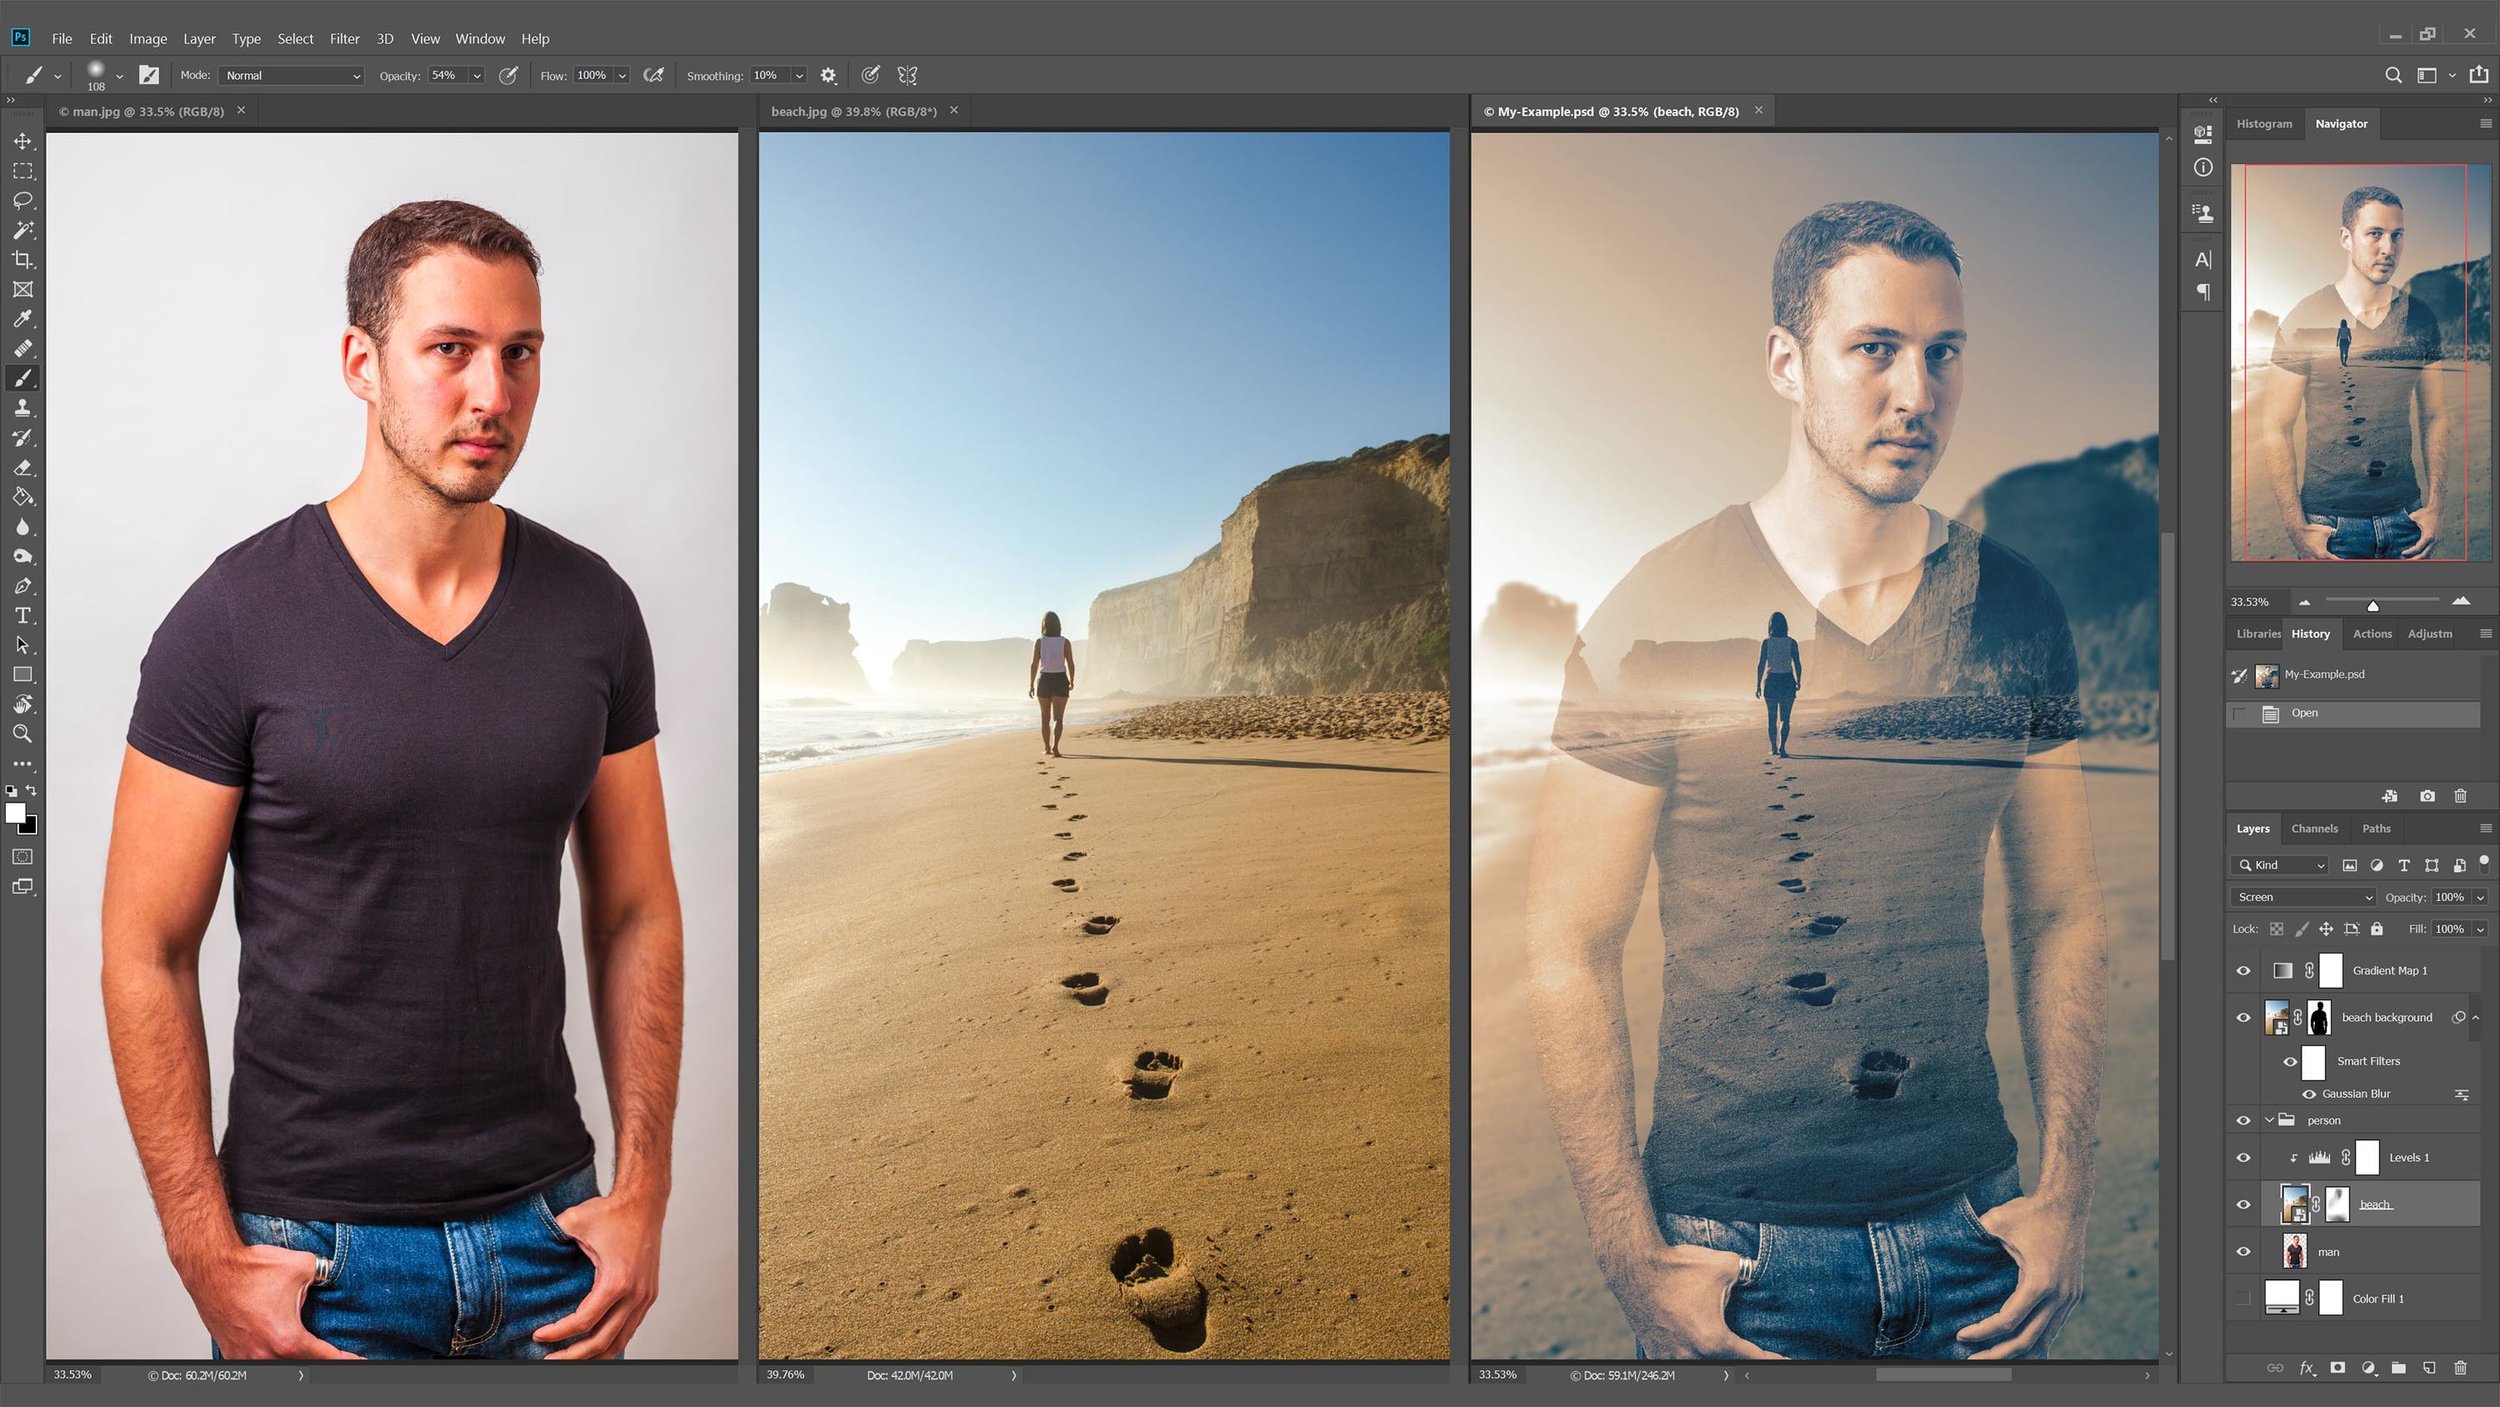 Ps File Edit Image Layer Type Select Filter 3D View Window Help
108 Mode: Normal Opacity: 54% Flow: 100% Smoothing: 10%
© man.jpg @ 33.5% (RGB/8)
beach.jpg @ 39.8% (RGB/8*)
© My-Example.psd @ 33.5% (beach, RGB/8)
33.53% © Doc: 60.2M/60.2M
39.76% Doc: 42.0M/42.0M
33.53% © Doc: 59.1M/246.2M
Histogram Navigator
33.53%
Libraries History Actions Adjustm
My-Example.psd
Open
Layers Channels Paths
Kind
Screen Opacity: 100%
Lock: Fill: 100%
Gradient Map 1
beach background
Smart Filters
Gaussian Blur
person
Levels 1
beach
man
Color Fill 1
fx